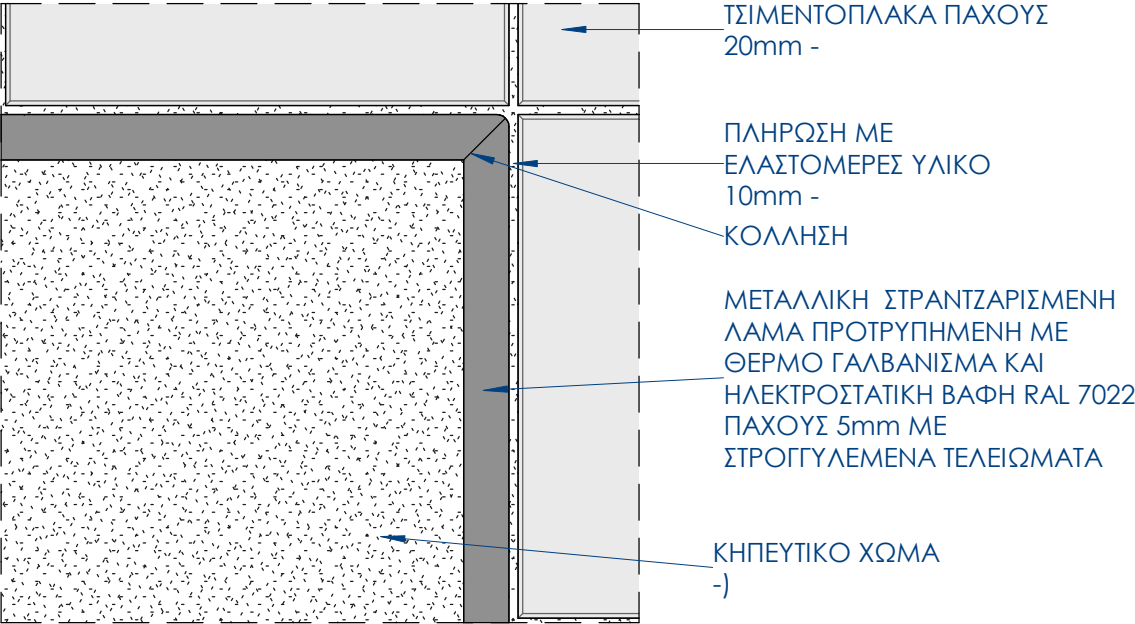 ΤΣΙΜΕΝΤΟΠΛΑΚΑ ΠΑΧΟΥΣ
20mm -
ΠΛΗΡΩΣΗ ΜΕ
ΕΛΑΣΤΟΜΕΡΕΣ ΥΛΙΚΟ
10mm -
ΚΟΛΛΗΣΗ
ΜΕΤΑΛΛΙΚΗ ΣΤΡΑΝΤΖΑΡΙΣΜΕΝΗ
ΛΑΜΑ ΠΡΟΤΡΥΠΗΜΕΝΗ ΜΕ
ΘΕΡΜΟ ΓΑΛΒΑΝΙΣΜΑ ΚΑΙ
ΗΛΕΚΤΡΟΣΤΑΤΙΚΗ ΒΑΦΗ RAL 7022
ΠΑΧΟΥΣ 5mm ΜΕ
ΣΤΡΟΓΓΥΛΕΜΕΝΑ ΤΕΛΕΙΩΜΑΤΑ
ΚΗΠΕΥΤΙΚΟ ΧΩΜΑ
-)